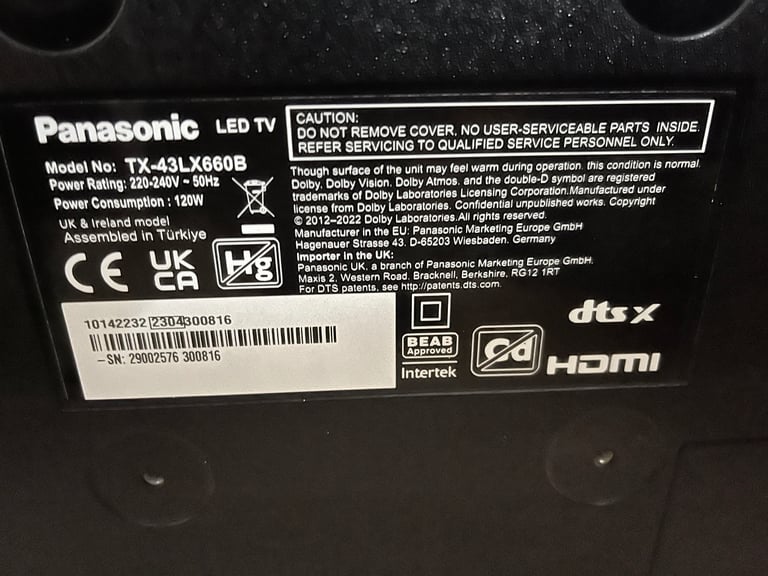 Panasonic LED TV
Model No: TX-43LX660B
Power Rating: 220-240V ~ 50Hz
Power Consumption : 120W
UK & Ireland model
Assembled in Türkiye
CE UK CA Hg
CAUTION:
DO NOT REMOVE COVER. NO USER-SERVICEABLE PARTS INSIDE.
REFER SERVICING TO QUALIFIED SERVICE PERSONNEL ONLY.
Though surface of the unit may feel warm during operation, this condition is normal.
Dolby, Dolby Vision, Dolby Atmos, and the double-D symbol are registered
trademarks of Dolby Laboratories Licensing Corporation.Manufactured under
license from Dolby Laboratories. Confidential unpublished works. Copyright
© 2012-2022 Dolby Laboratories.All rights reserved.
Manufacturer in the EU: Panasonic Marketing Europe GmbH
Hagenauer Strasse 43, D-65203 Wiesbaden, Germany
Importer in the UK:
Panasonic UK, a branch of Panasonic Marketing Europe GmbH.
Maxis 2, Western Road, Bracknell, Berkshire, RG12 1RT
For DTS patents, see http://patents.dts.com.
10142232 2304300816
-SN: 29002576 300816
BEAB
Approved
Intertek
Cd
dts X
HDMI